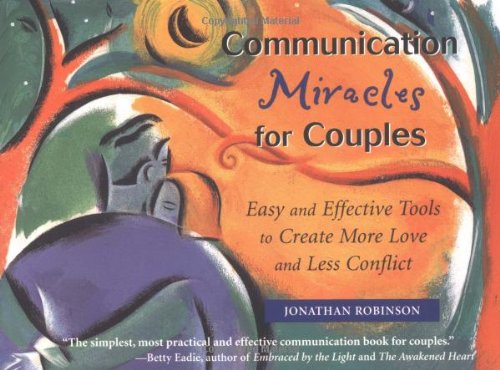 Copyrighted Material
Communication
Miracles
for Couples
Easy and Effective Tools
to Create More Love
and Less Conflict
JONATHAN ROBINSON
"The simplest, most practical and effective communication book for couples."
—Betty Eadie, author of Embraced by the Light and The Awakened Heart
Copyrighted Material